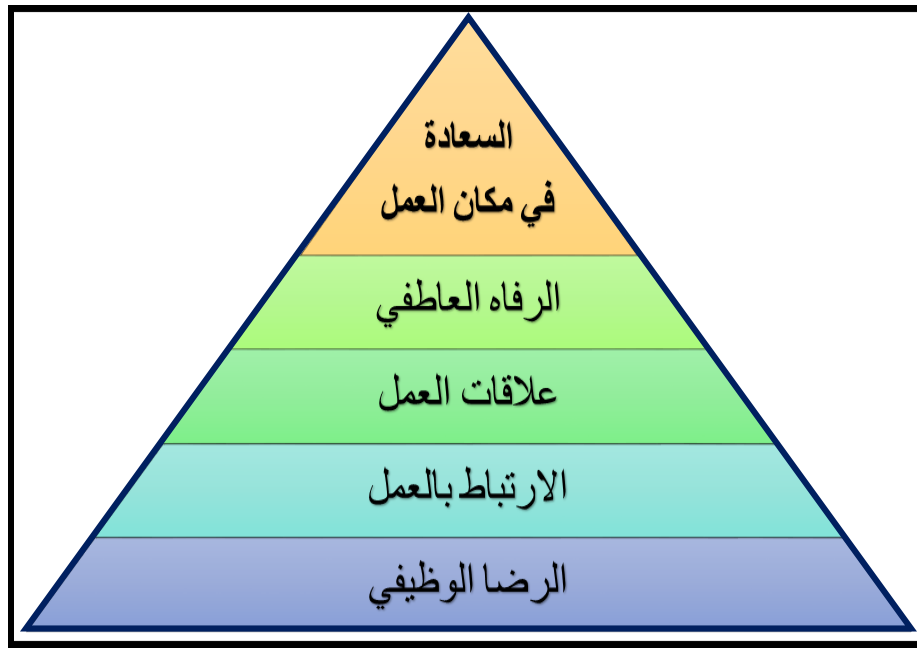 السعادة
في مكان العمل
الرفاه العاطفي
علاقات العمل
الارتباط بالعمل
الرضا الوظيفي